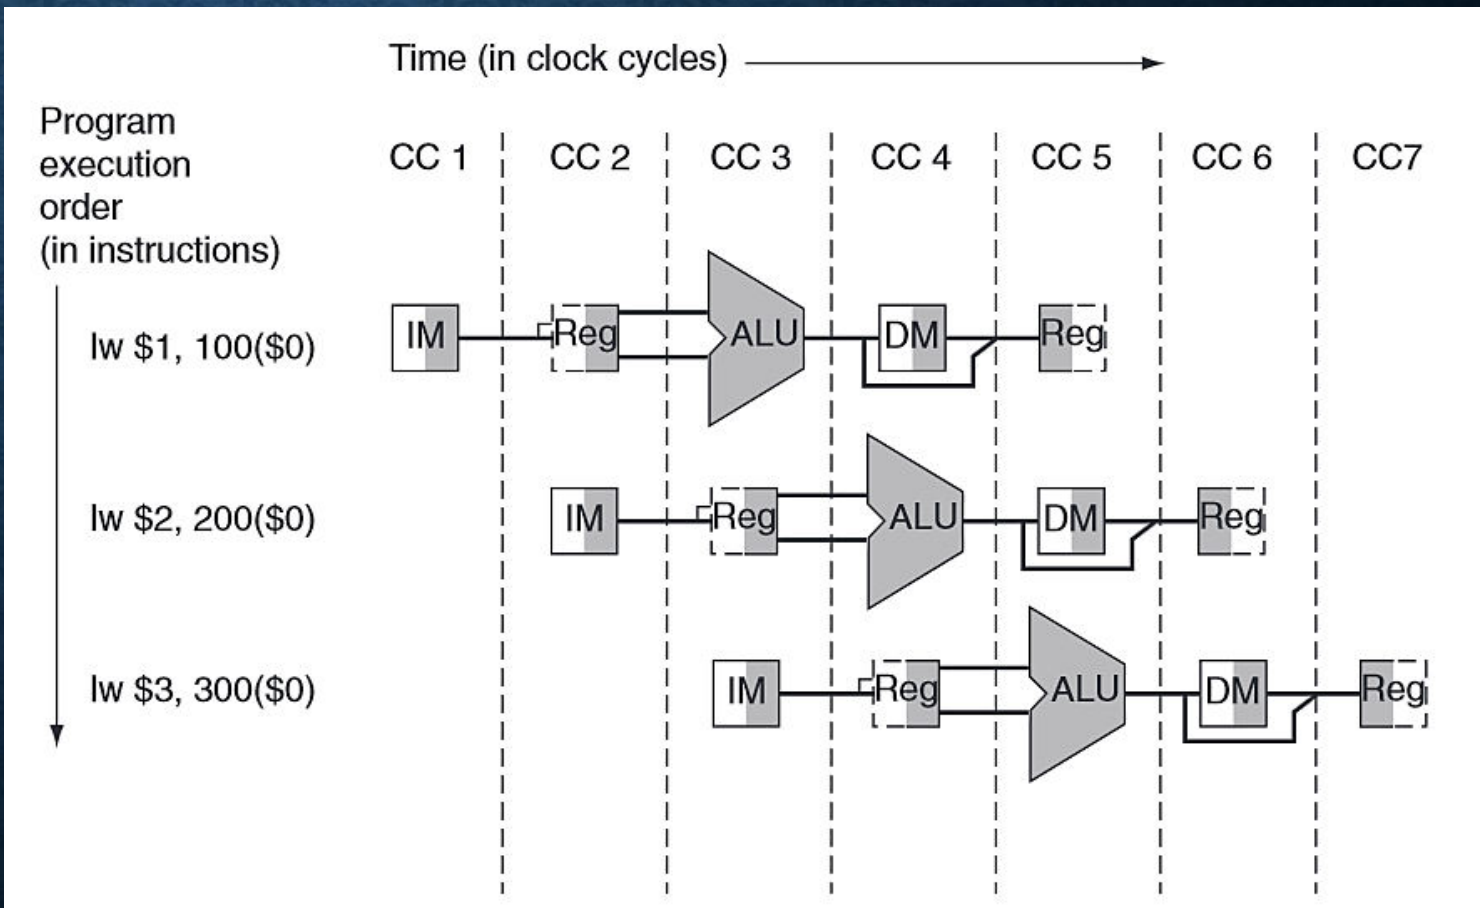 Time (in clock cycles)
Program
execution
order
(in instructions)
CC 1 CC 2 CC 3 CC 4 CC 5 CC 6 CC7
lw $1, 100($0) IM Reg ALU DM Reg
lw $2, 200($0) IM Reg ALU DM Reg
lw $3, 300($0) IM Reg ALU DM Reg